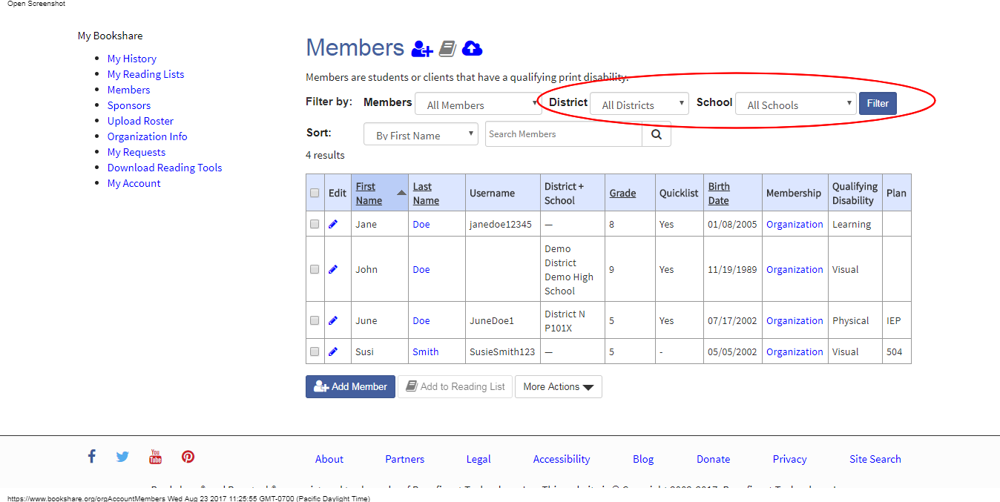 Open Screenshot
My Bookshare
My History
My Reading Lists
Members
Sponsors
Upload Roster
Organization Info
My Requests
Download Reading Tools
My Account
Members
Members are students or clients that have a qualifying print disability.
Filter by: Members All Members District All Districts School All Schools Filter
Sort: By First Name Search Members
4 results
Edit First Name Last Name Username District + School Grade Quicklist Birth Date Membership Qualifying Disability Plan
Jane Doe janedoe12345 — 8 Yes 01/08/2005 Organization Learning
John Doe Demo District Demo High School 9 Yes 11/19/1989 Organization Visual
June Doe JuneDoe1 District N P101X 5 Yes 07/17/2002 Organization Physical IEP
Susi Smith SusieSmith123 — 5 - 05/05/2002 Organization Visual 504
Add Member Add to Reading List More Actions
You Tube
About Partners Legal Accessibility Blog Donate Privacy Site Search
https://www.bookshare.org/orgAccountMembers Wed Aug 23 2017 11:25:55 GMT-0700 (Pacific Daylight Time)